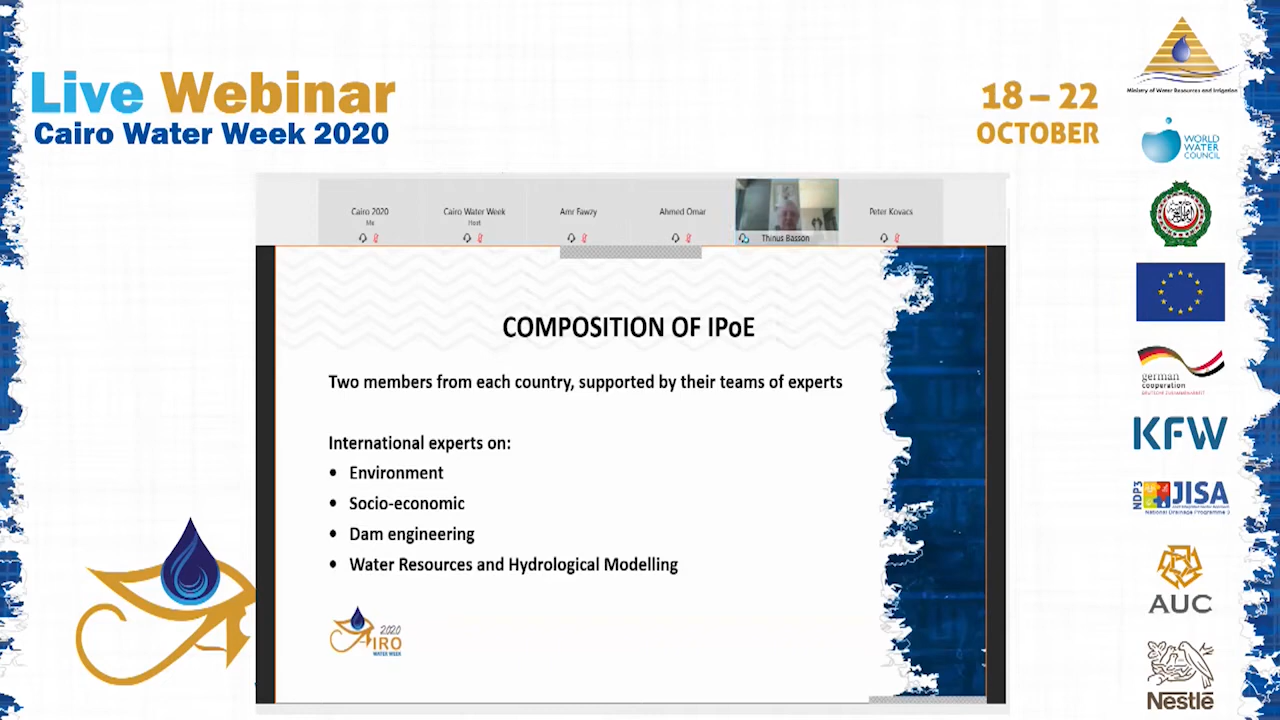 Live Webinar
Cairo Water Week 2020
18 – 22
OCTOBER
Ministry of Water Resources and Irrigation
WORLD
WATER
COUNCIL
Cairo 2020
Me
Cairo Water Week
Host
Amr Fawzy
Ahmed Omar
Thinus Basson
Peter Kovacs
COMPOSITION OF IPoE
Two members from each country, supported by their teams of experts
International experts on:
• Environment
• Socio-economic
• Dam engineering
• Water Resources and Hydrological Modelling
2020
CAIRO
WATER WEEK
german
cooperation
DEUTSCHE ZUSAMMENARBEIT
KFW
NDP3
JISA
National Drainage Programme 3
AUC
Nestlé